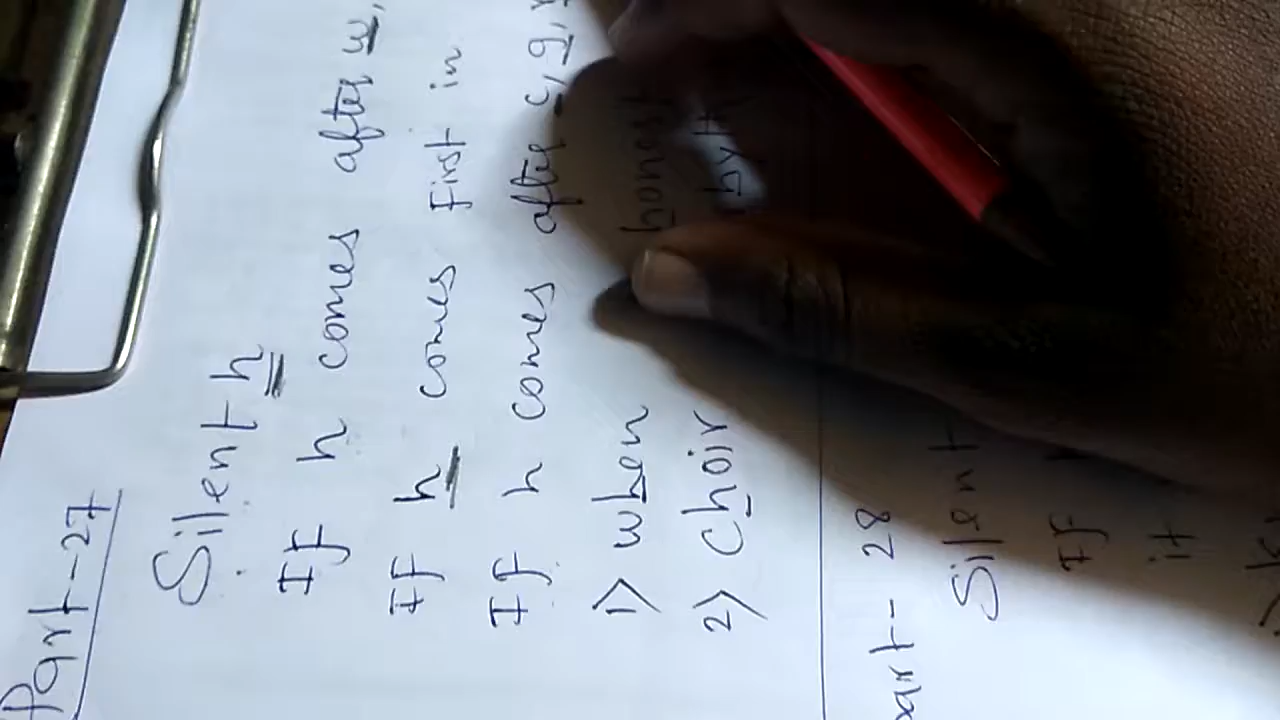 Part-27
Silent h
IF h comes after w,
IF h comes First in
IF h comes after c, g, r
1) when honest
2) choir
Part- 28
Silent
IF
it